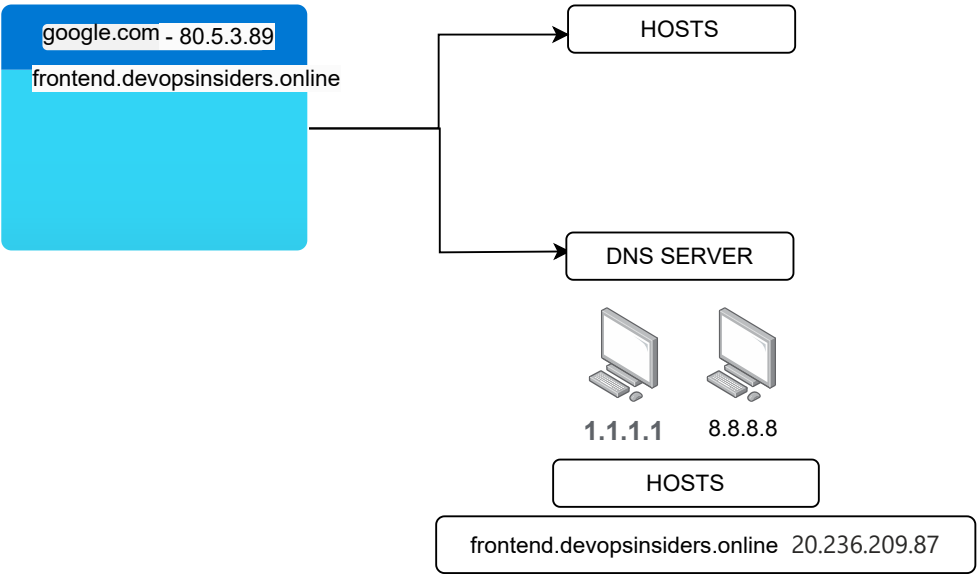 google.com - 80.5.3.89
frontend.devopsinsiders.online
HOSTS
DNS SERVER
1.1.1.1 8.8.8.8
HOSTS
frontend.devopsinsiders.online 20.236.209.87